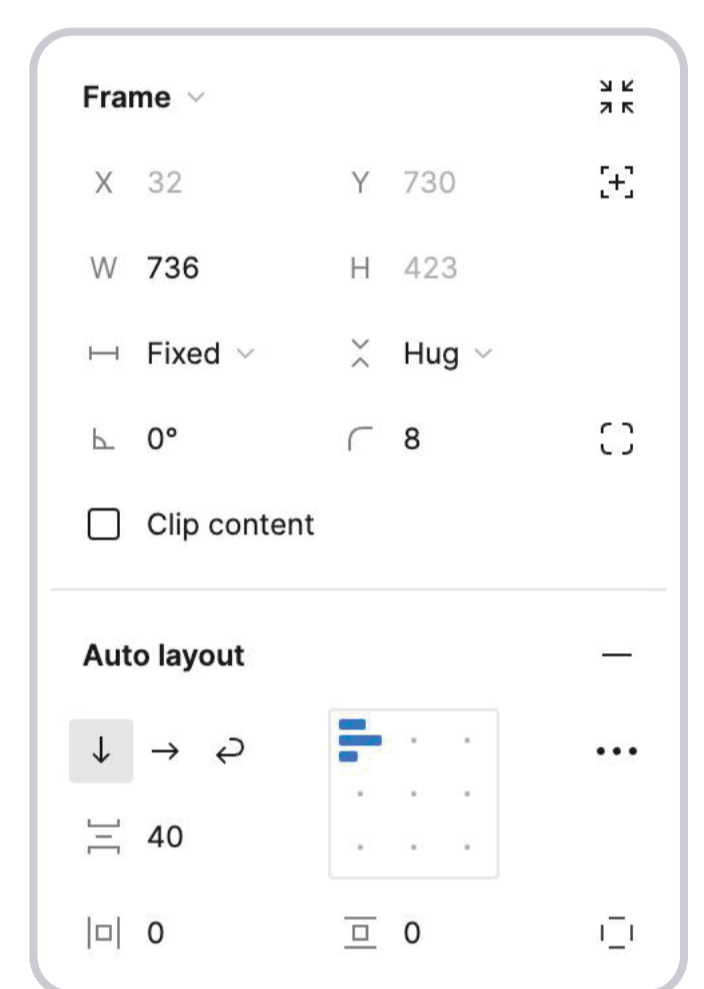 Frame
X 32 Y 730
W 736 H 423
Fixed Hug
0° 8
Clip content
Auto layout
40
0 0